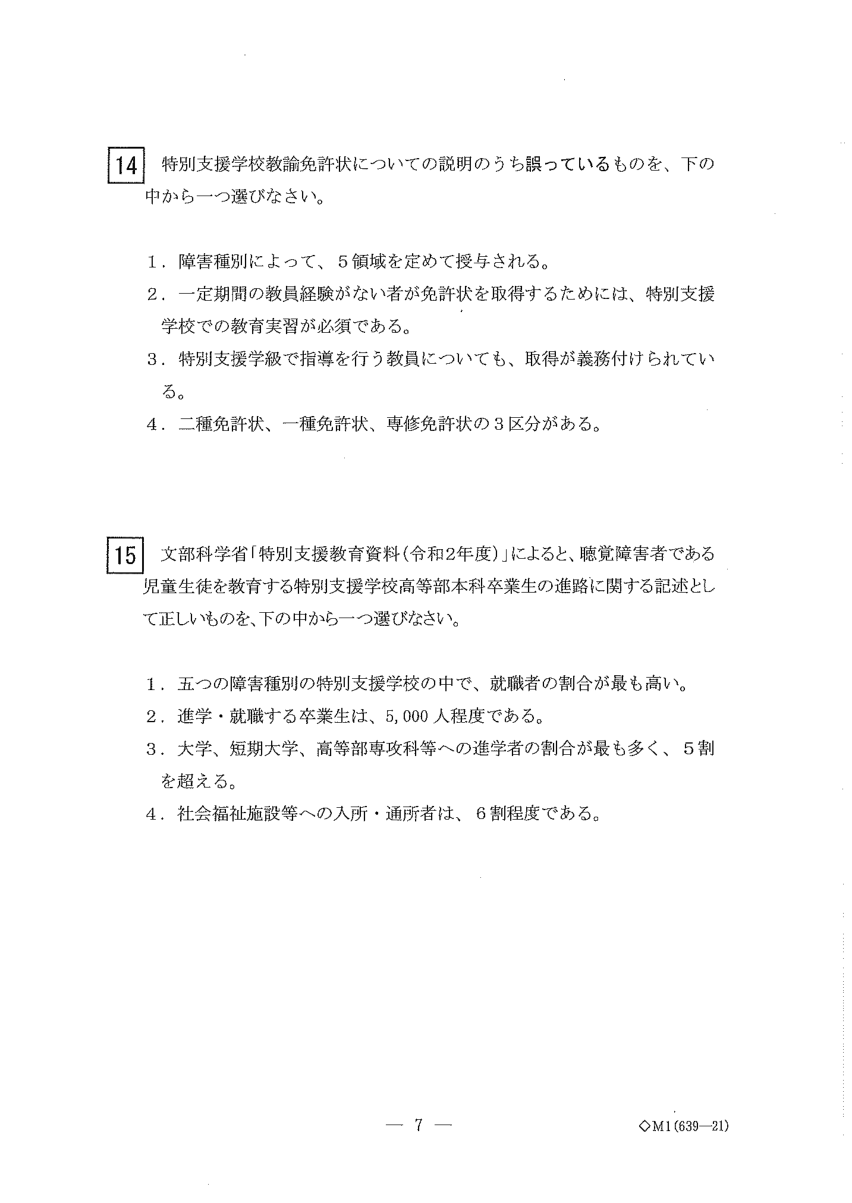 14 特別支援学校教諭免許状についての説明のうち誤っているものを、下の
中から一つ選びなさい。
1．障害種別によって、5領域を定めて授与される。
2．一定期間の教員経験がない者が免許状を取得するためには、特別支援
学校での教育実習が必須である。
3．特別支援学級で指導を行う教員についても、取得が義務付けられてい
る。
4．二種免許状、一種免許状、専修免許状の3区分がある。
15 文部科学省「特別支援教育資料(令和2年度)」によると、聴覚障害者である
児童生徒を教育する特別支援学校高等部本科卒業生の進路に関する記述とし
て正しいものを、下の中から一つ選びなさい。
1．五つの障害種別の特別支援学校の中で、就職者の割合が最も高い。
2．進学・就職する卒業生は、5,000 人程度である。
3．大学、短期大学、高等部専攻科等への進学者の割合が最も多く、5割
を超える。
4．社会福祉施設等への入所・通所者は、6割程度である。
— 7 —
◇M1(639—21)